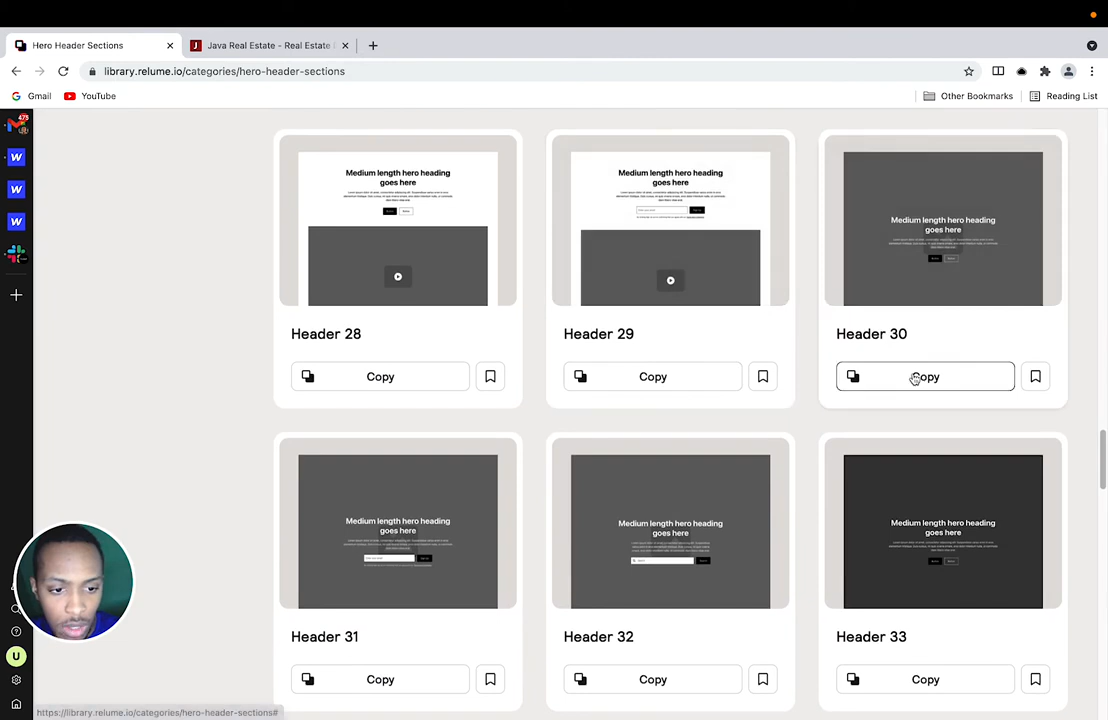 Hero Header Sections
Java Real Estate - Real Estate
library.relume.io/categories/hero-header-sections
Gmail
YouTube
Other Bookmarks
Reading List
475
Medium length hero heading
goes here
Medium length hero heading
goes here
Medium length hero heading
goes here
Header 28
Header 29
Header 30
Copy
Copy
Copy
Medium length hero heading
goes here
Medium length hero heading
goes here
Medium length hero heading
goes here
Header 31
Header 32
Header 33
Copy
Copy
Copy
U
https://library.relume.io/categories/hero-header-sections#